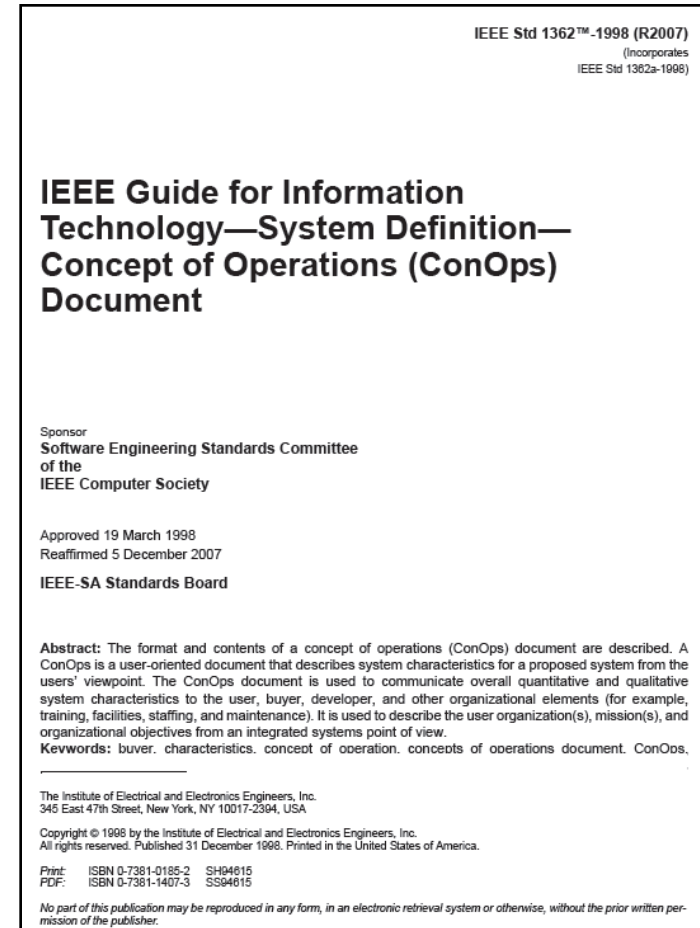 IEEE Std 1362™-1998 (R2007)
(Incorporates
IEEE Std 1362a-1998)
IEEE Guide for Information
Technology—System Definition—
Concept of Operations (ConOps)
Document
Sponsor
Software Engineering Standards Committee
of the
IEEE Computer Society
Approved 19 March 1998
Reaffirmed 5 December 2007
IEEE-SA Standards Board
Abstract: The format and contents of a concept of operations (ConOps) document are described. A
ConOps is a user-oriented document that describes system characteristics for a proposed system from the
users' viewpoint. The ConOps document is used to communicate overall quantitative and qualitative
system characteristics to the user, buyer, developer, and other organizational elements (for example,
training, facilities, staffing, and maintenance). It is used to describe the user organization(s), mission(s), and
organizational objectives from an integrated systems point of view.
Keywords: buyer, characteristics, concept of operation, concepts of operations document, ConOps,
The Institute of Electrical and Electronics Engineers, Inc.
345 East 47th Street, New York, NY 10017-2394, USA
Copyright © 1998 by the Institute of Electrical and Electronics Engineers, Inc.
All rights reserved. Published 31 December 1998. Printed in the United States of America.
Print: ISBN 0-7381-0185-2 SH94615
PDF: ISBN 0-7381-1407-3 SS94615
No part of this publication may be reproduced in any form, in an electronic retrieval system or otherwise, without the prior written per-
mission of the publisher.